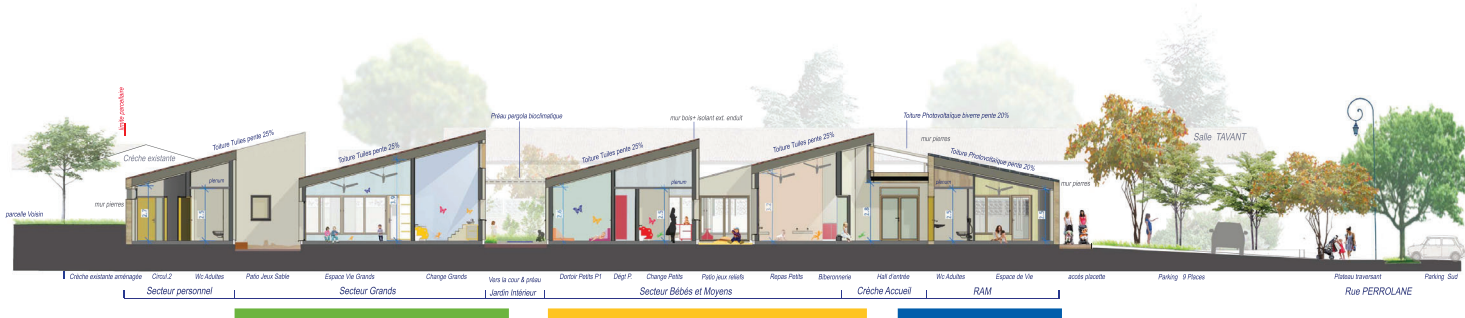 limite parcellaire
Crèche existante
Toiture Tuiles pente 25%
Toiture Tuiles pente 25%
Préau pergola bioclimatique
mur bois+ isolant ext. enduit
Toiture Tuiles pente 25%
Toiture Tuiles pente 25%
Toiture Photovoltaïque biverre pente 20%
mur pierres
Toiture Photovoltaïque pente 20%
Salle TAVANT
plenum
plenum
plenum
mur pierres
mur pierres
parcelle Voisin
Crèche existante aménagée
Circul.2
Wc Adultes
Patio Jeux Sable
Espace Vie Grands
Change Grands
Vers la cour & préau
Dortoir Petits P1
Dégt P.
Change Petits
Patio jeux reliefs
Repas Petits
Biberonnerie
Hall d'entrée
Wc Adultes
Espace de Vie
accès placette
Parking 9 Places
Plateau traversant
Parking Sud
Secteur personnel
Secteur Grands
Jardin Intérieur
Secteur Bébés et Moyens
Crèche Accueil
RAM
Rue PERROLANE